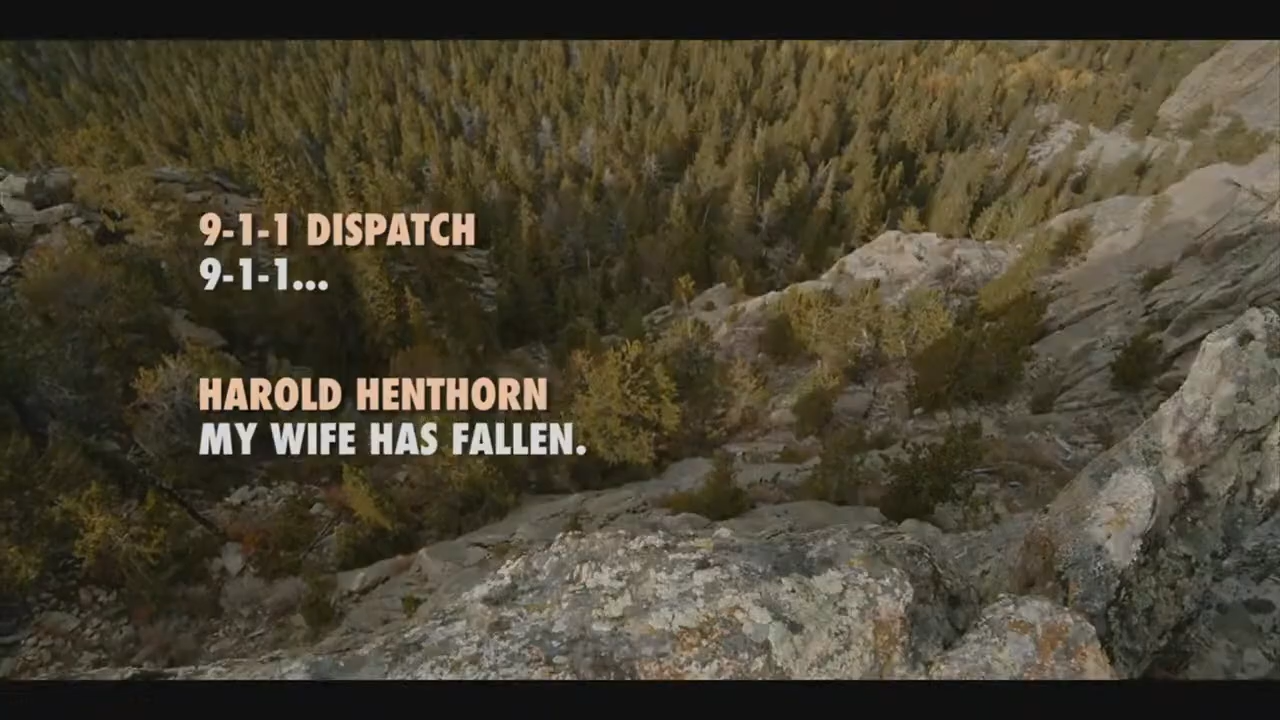 9-1-1 DISPATCH
9-1-1...
HAROLD HENTHORN
MY WIFE HAS FALLEN.